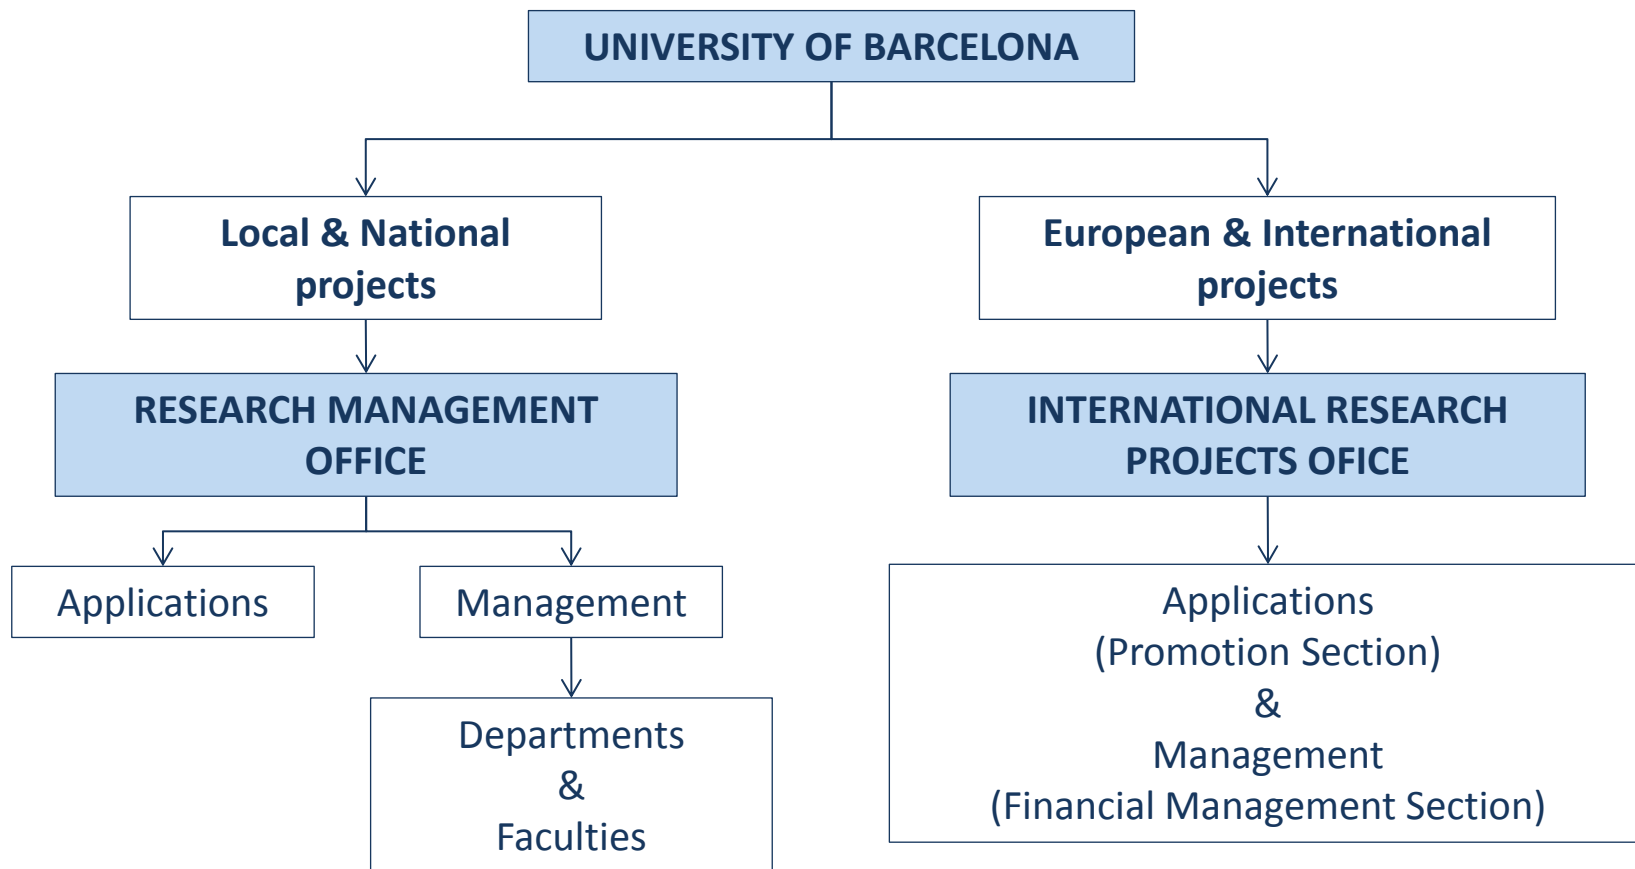 UNIVERSITY OF BARCELONA
Local & National
projects
European & International
projects
RESEARCH MANAGEMENT
OFFICE
INTERNATIONAL RESEARCH
PROJECTS OFICE
Applications
Management
Departments
&
Faculties
Applications
(Promotion Section)
&
Management
(Financial Management Section)